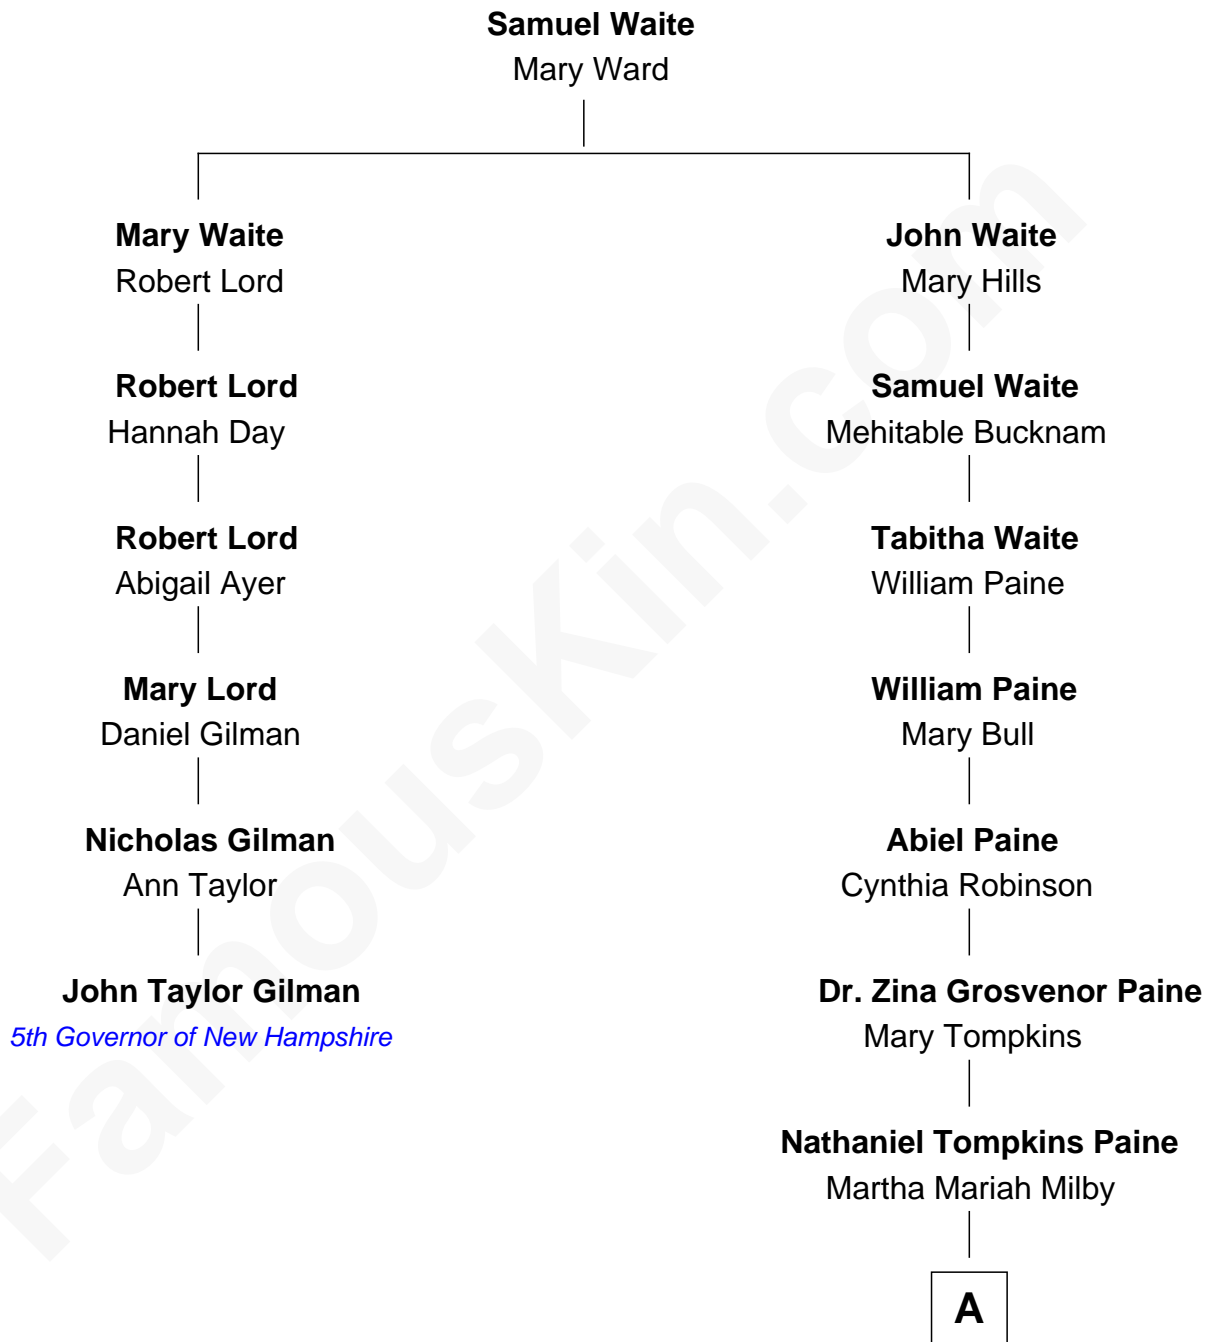 Samuel Waite
Mary Ward
Mary Waite
Robert Lord
John Waite
Mary Hills
Robert Lord
Hannah Day
Samuel Waite
Mehitable Bucknam
Robert Lord
Abigail Ayer
Tabitha Waite
William Paine
Mary Lord
Daniel Gilman
William Paine
Mary Bull
Nicholas Gilman
Ann Taylor
Abiel Paine
Cynthia Robinson
John Taylor Gilman
5th Governor of New Hampshire
Dr. Zina Grosvenor Paine
Mary Tompkins
Nathaniel Tompkins Paine
Martha Mariah Milby
A
FamousKin.com